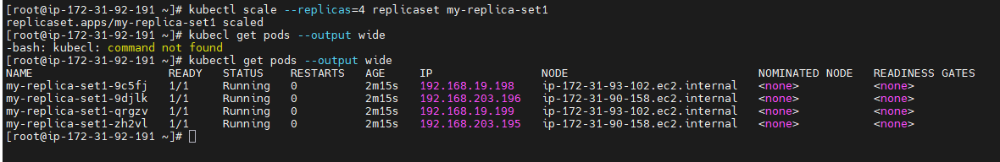 [root@ip-172-31-92-191 ~]# kubectl scale --replicas=4 replicaset my-replica-set1
replicaset.apps/my-replica-set1 scaled
[root@ip-172-31-92-191 ~]# kubecl get pods --output wide
-bash: kubecl: command not found
[root@ip-172-31-92-191 ~]# kubectl get pods --output wide
NAME READY STATUS RESTARTS AGE IP NODE NOMINATED NODE READINESS GATES
my-replica-set1-9c5fj 1/1 Running 0 2m15s 192.168.19.198 ip-172-31-93-102.ec2.internal <none> <none>
my-replica-set1-9djlk 1/1 Running 0 2m15s 192.168.203.196 ip-172-31-90-158.ec2.internal <none> <none>
my-replica-set1-qrgzv 1/1 Running 0 2m15s 192.168.19.199 ip-172-31-93-102.ec2.internal <none> <none>
my-replica-set1-zh2vl 1/1 Running 0 2m15s 192.168.203.195 ip-172-31-90-158.ec2.internal <none> <none>
[root@ip-172-31-92-191 ~]#